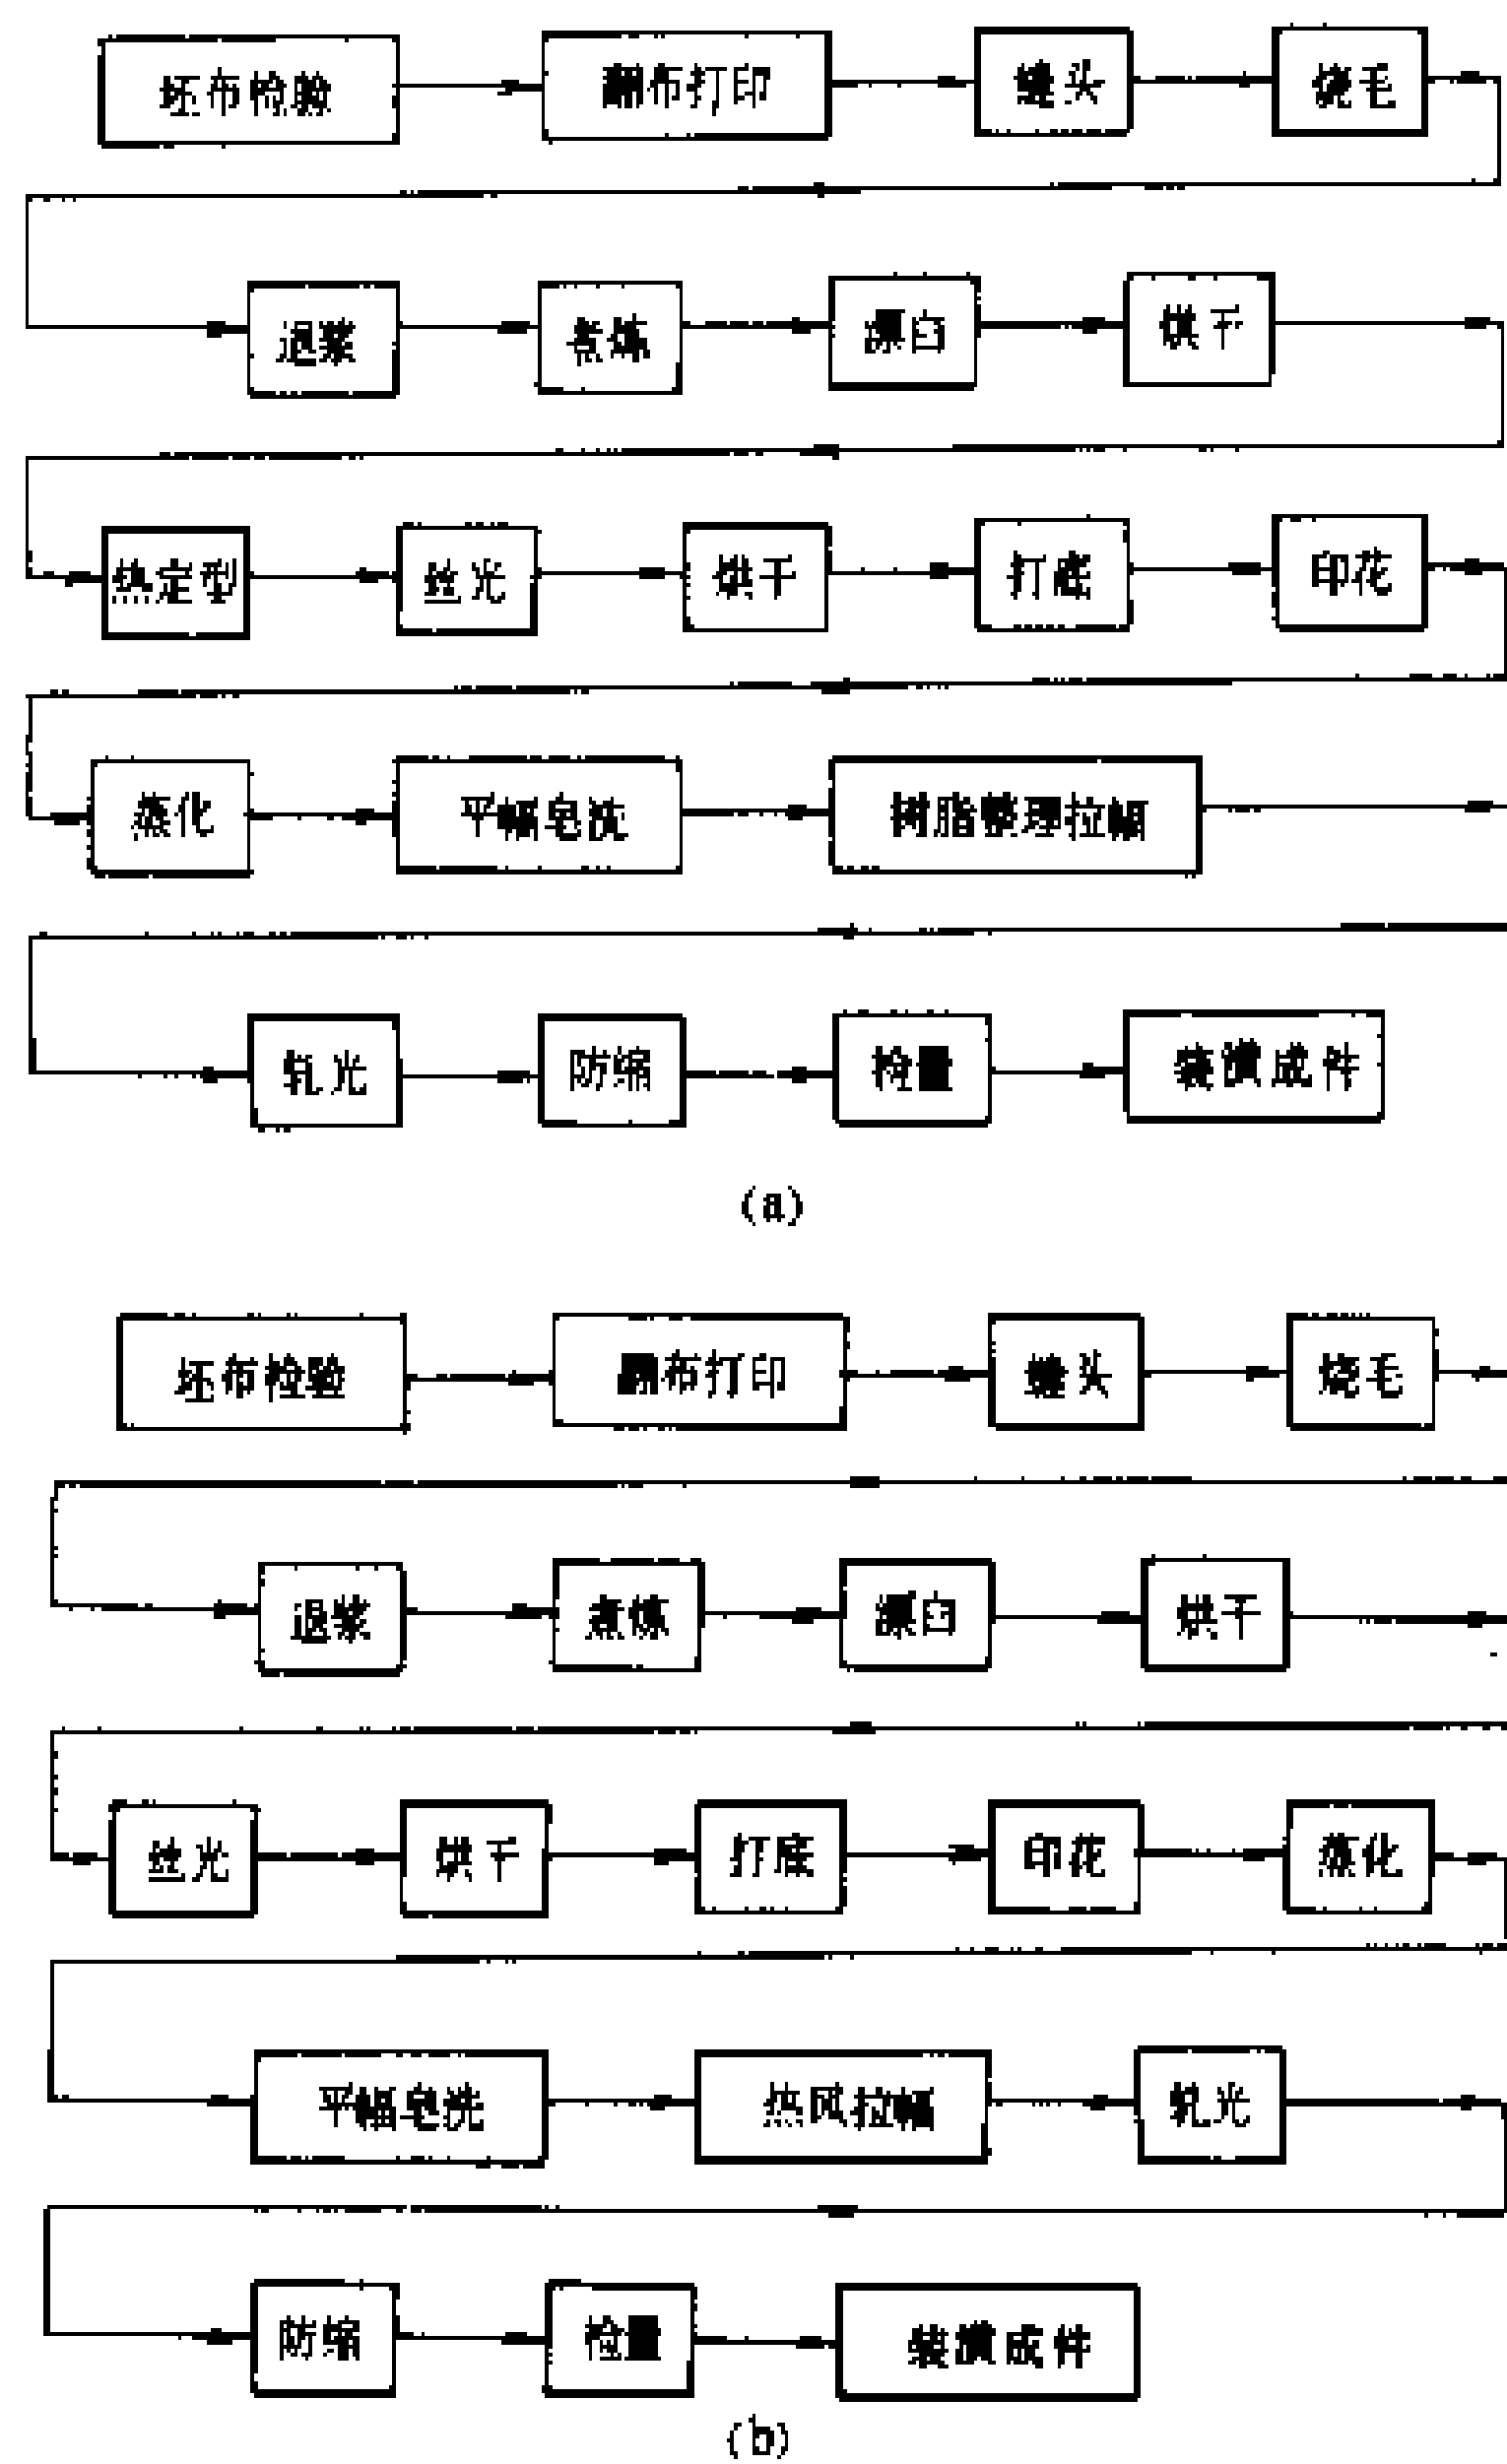 坯布检验 翻布打印 缝头 烧毛
退浆 煮炼 漂白 烘干
热定型 丝光 烘干 打底 印花
蒸化 平幅皂洗 树脂整理拉幅
轧光 防缩 检量 装潢成件
(a)
坯布检验 翻布打印 缝头 烧毛
退浆 煮炼 漂白 烘干
丝光 烘干 打底 印花 蒸化
平幅皂洗 热风拉幅 轧光
防缩 检量 装潢成件
(b)